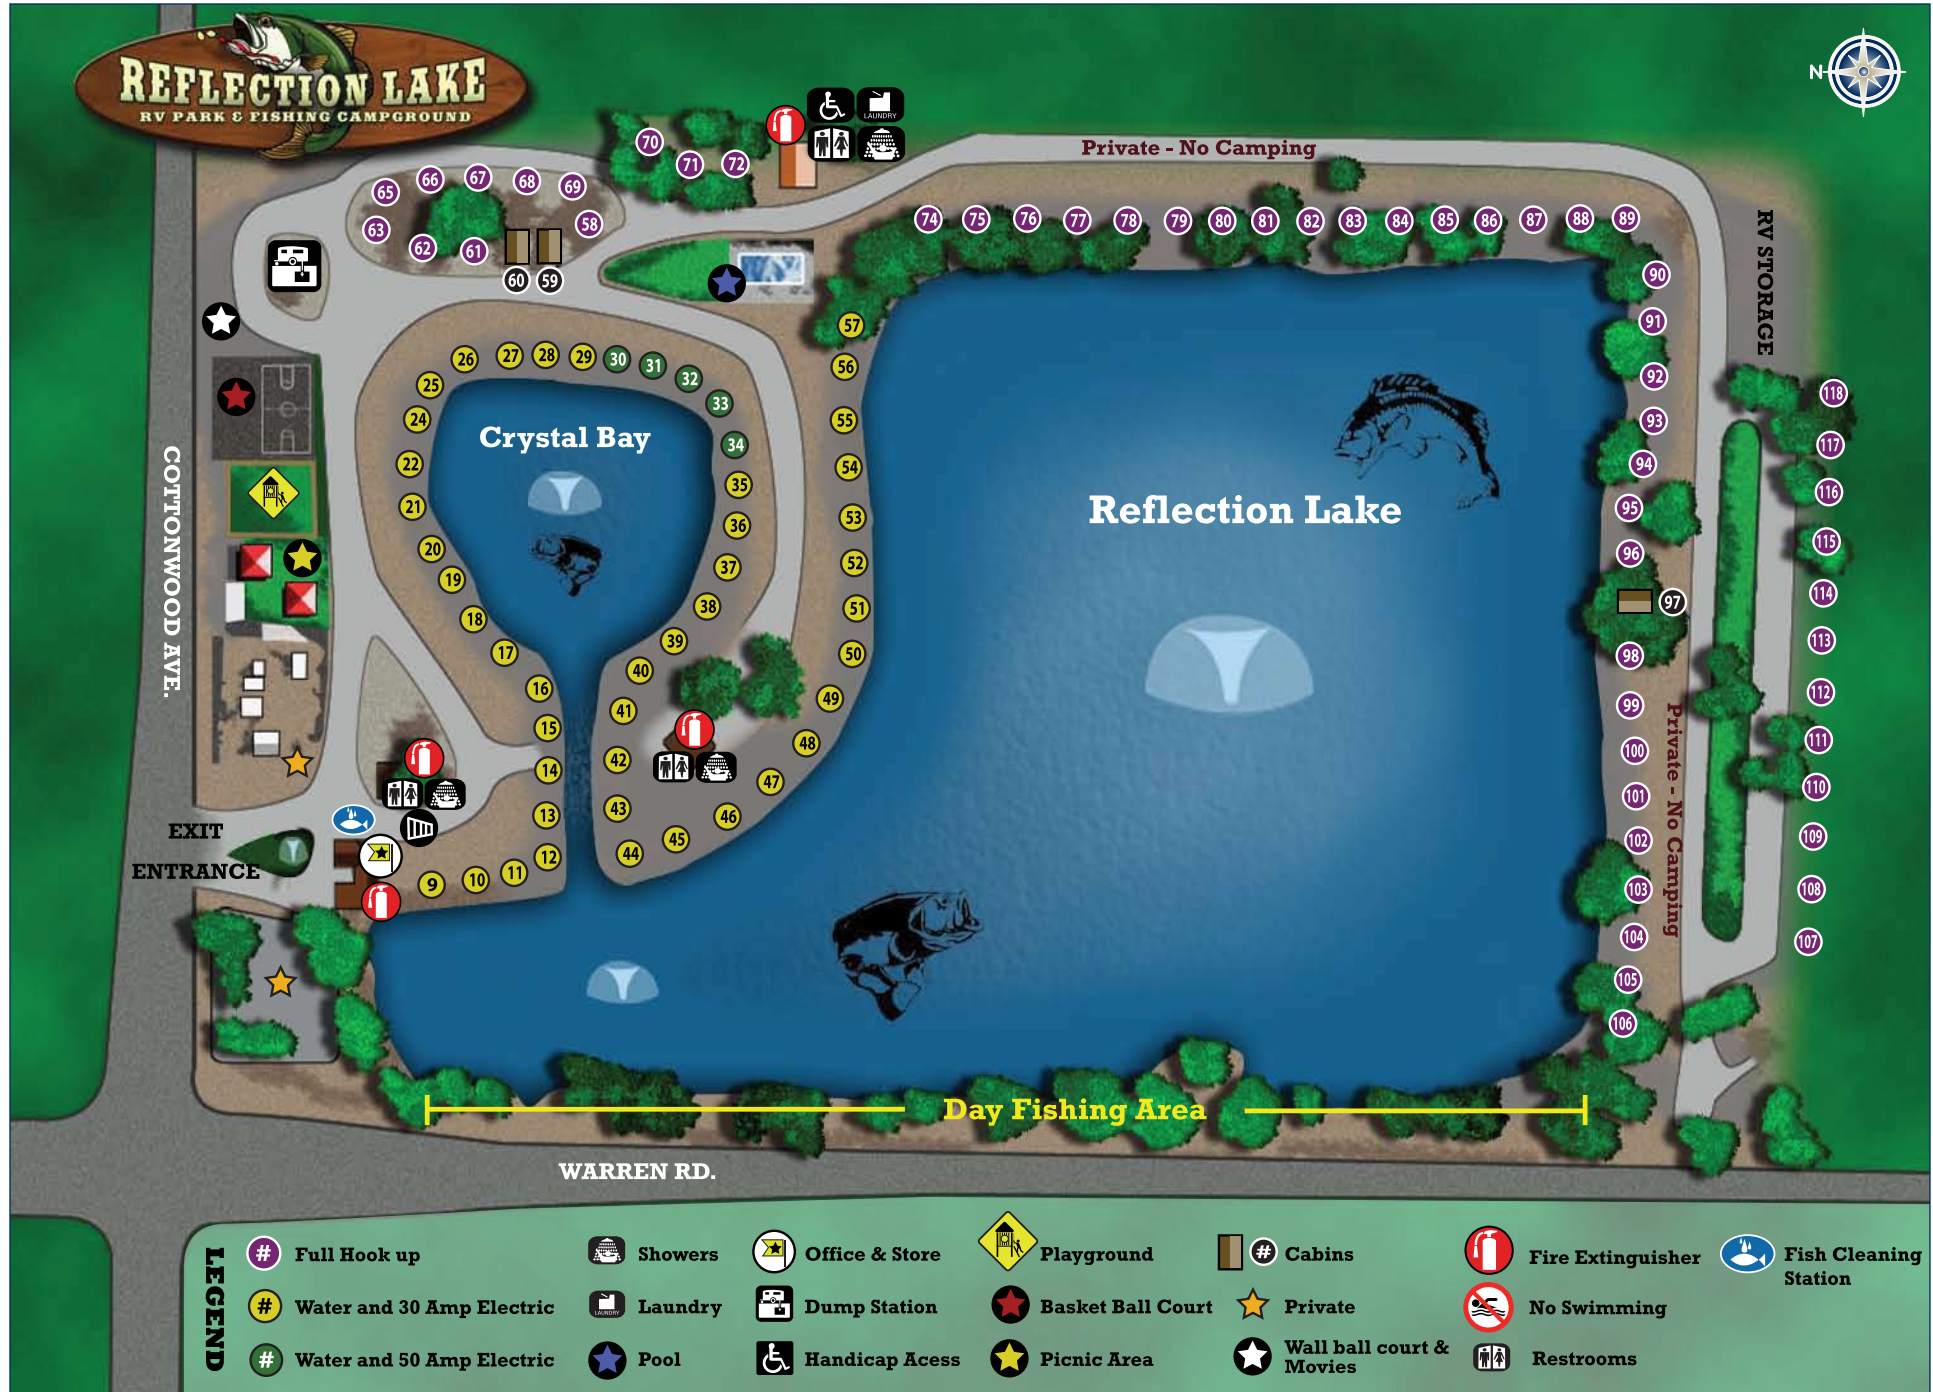 REFLECTION LAKE
RV PARK & FISHING CAMPGROUND
N
LAUNDRY
Private - No Camping
70
71
72
65
66
67
68
69
63
62
61
58
60
59
74
75
76
77
78
79
80
81
82
83
84
85
86
87
88
89
RV STORAGE
90
91
92
93
94
95
96
97
98
99
100
101
102
103
104
105
106
Private - No Camping
118
117
116
115
114
113
112
111
110
109
108
107
57
56
55
54
53
52
51
50
49
48
47
46
45
44
43
42
41
40
39
38
37
36
35
34
33
32
31
30
29
28
27
26
25
24
22
21
20
19
18
17
16
15
14
13
12
11
10
9
Crystal Bay
Reflection Lake
COTTONWOOD AVE.
EXIT
ENTRANCE
Day Fishing Area
WARREN RD.
LEGEND
# Full Hook up
# Water and 30 Amp Electric
# Water and 50 Amp Electric
Showers
LAUNDRY Laundry
Pool
Office & Store
Dump Station
Handicap Acess
Playground
Basket Ball Court
Picnic Area
# Cabins
Private
Wall ball court &
Movies
Fire Extinguisher
No Swimming
Restrooms
Fish Cleaning
Station